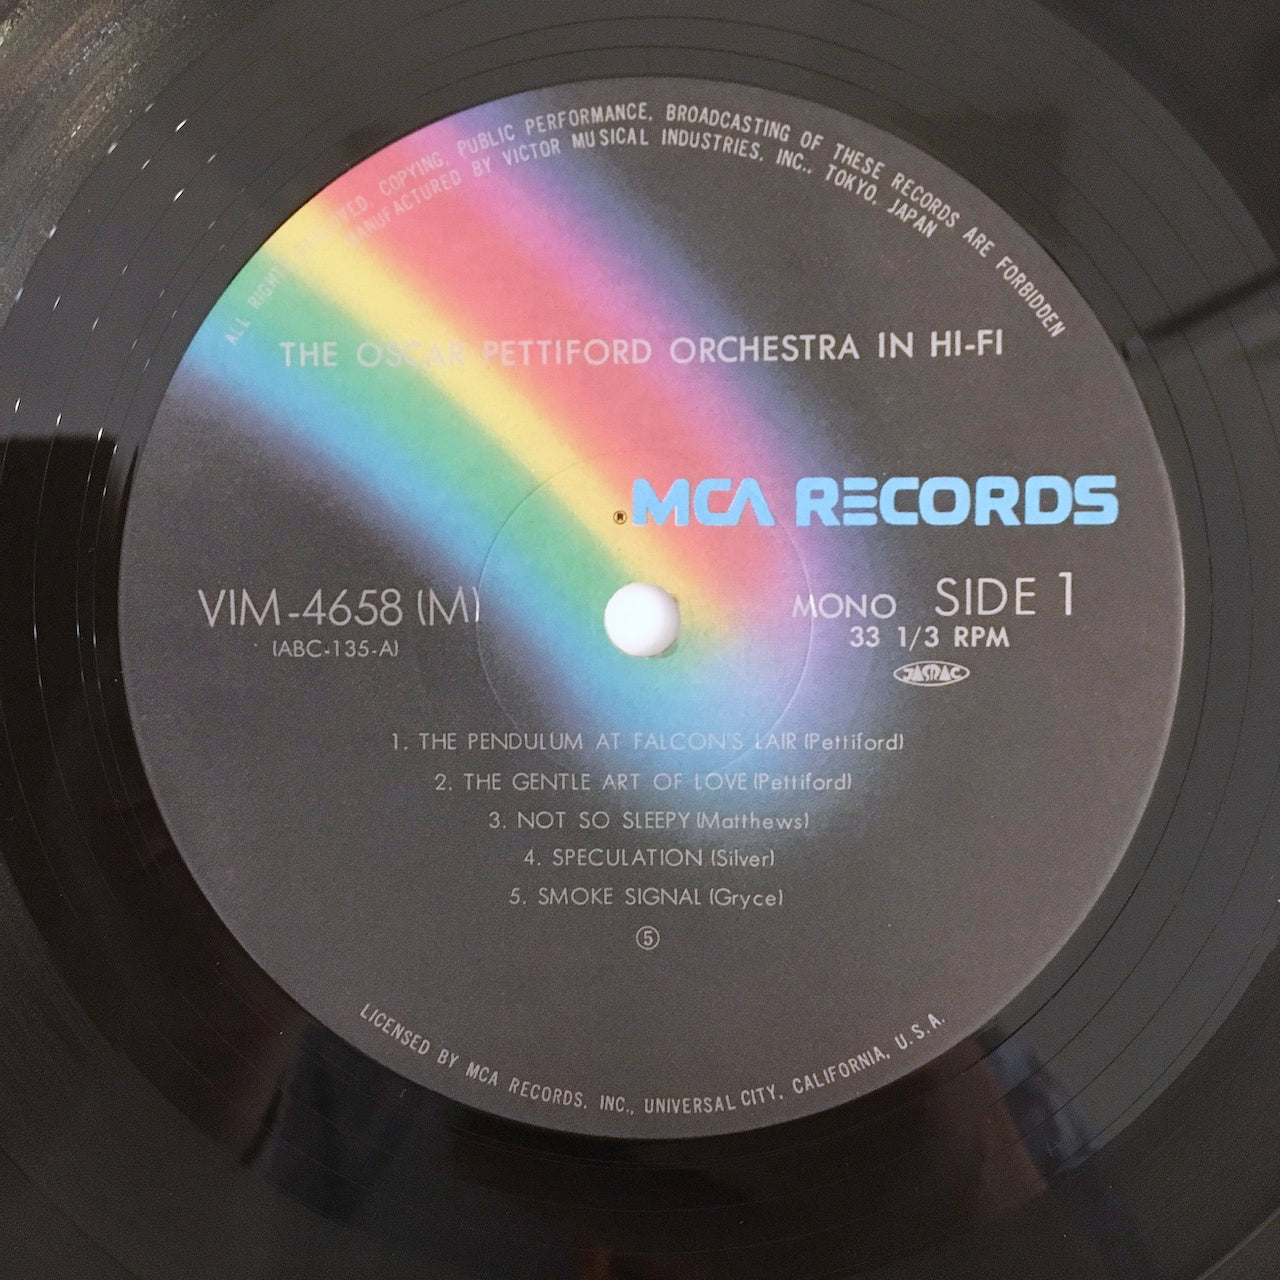 ALL RIGHTS RESERVED. COPYING, PUBLIC PERFORMANCE, BROADCASTING OF THESE RECORDS ARE FORBIDDEN
MANUFACTURED BY VICTOR MUSICAL INDUSTRIES, INC., TOKYO, JAPAN
THE OSCAR PETTIFORD ORCHESTRA IN HI-FI
® MCA RECORDS
VIM-4658 (M)
(ABC-135-A)
MONO SIDE 1
33 1/3 RPM
JASRAC
1. THE PENDULUM AT FALCON'S LAIR (Pettiford)
2. THE GENTLE ART OF LOVE (Pettiford)
3. NOT SO SLEEPY (Matthews)
4. SPECULATION (Silver)
5. SMOKE SIGNAL (Gryce)
⑤
LICENSED BY MCA RECORDS, INC., UNIVERSAL CITY, CALIFORNIA, U.S.A.